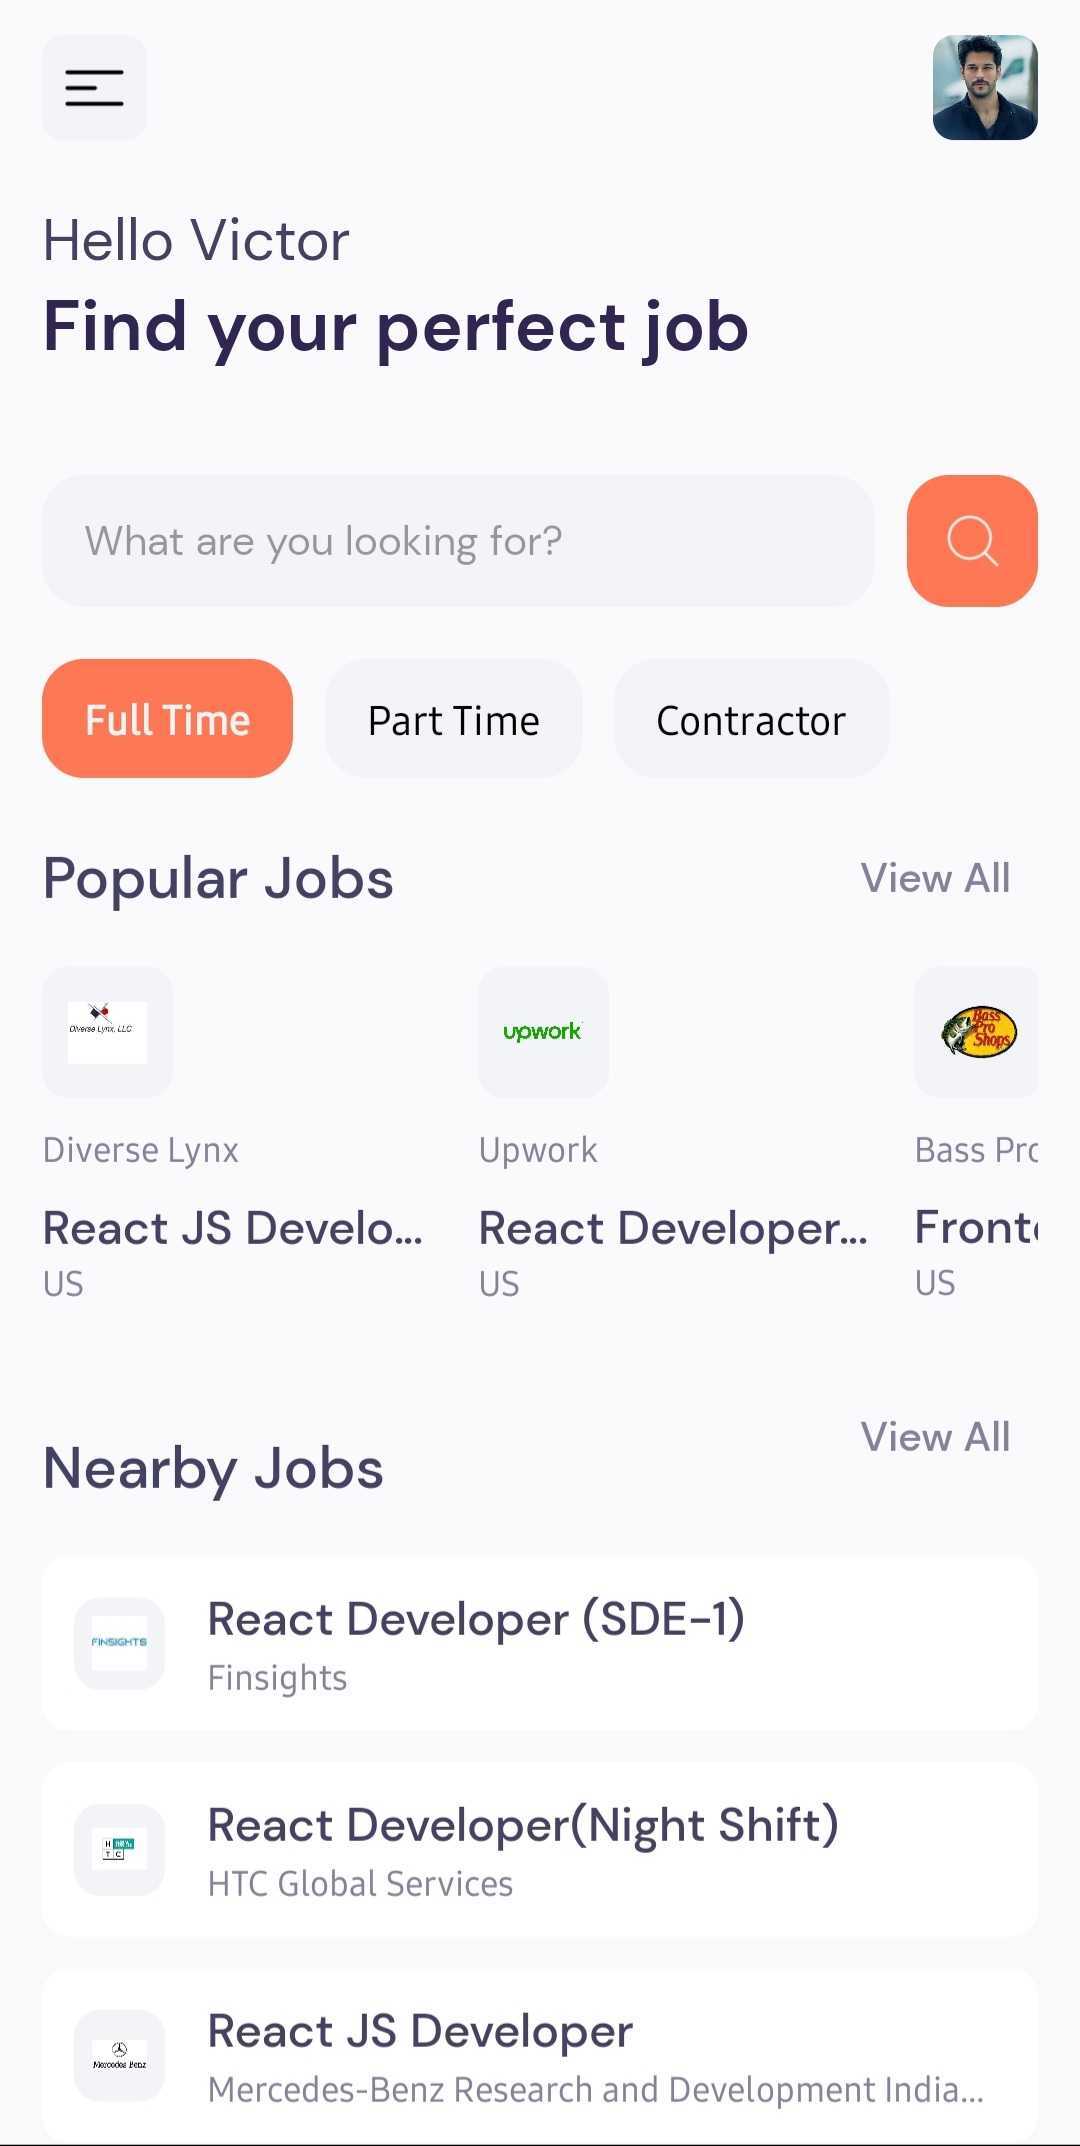 Hello Victor
Find your perfect job
What are you looking for?
Full Time
Part Time
Contractor
Popular Jobs
View All
Diverse Lynx, LLC
upwork
Bass Pro Shops
Diverse Lynx
Upwork
Bass Pro
React JS Develo...
React Developer...
Fronte
US
US
US
View All
Nearby Jobs
FINSIGHTS
React Developer (SDE-1)
Finsights
H
T C
React Developer(Night Shift)
HTC Global Services
Mercedes Benz
React JS Developer
Mercedes-Benz Research and Development India...